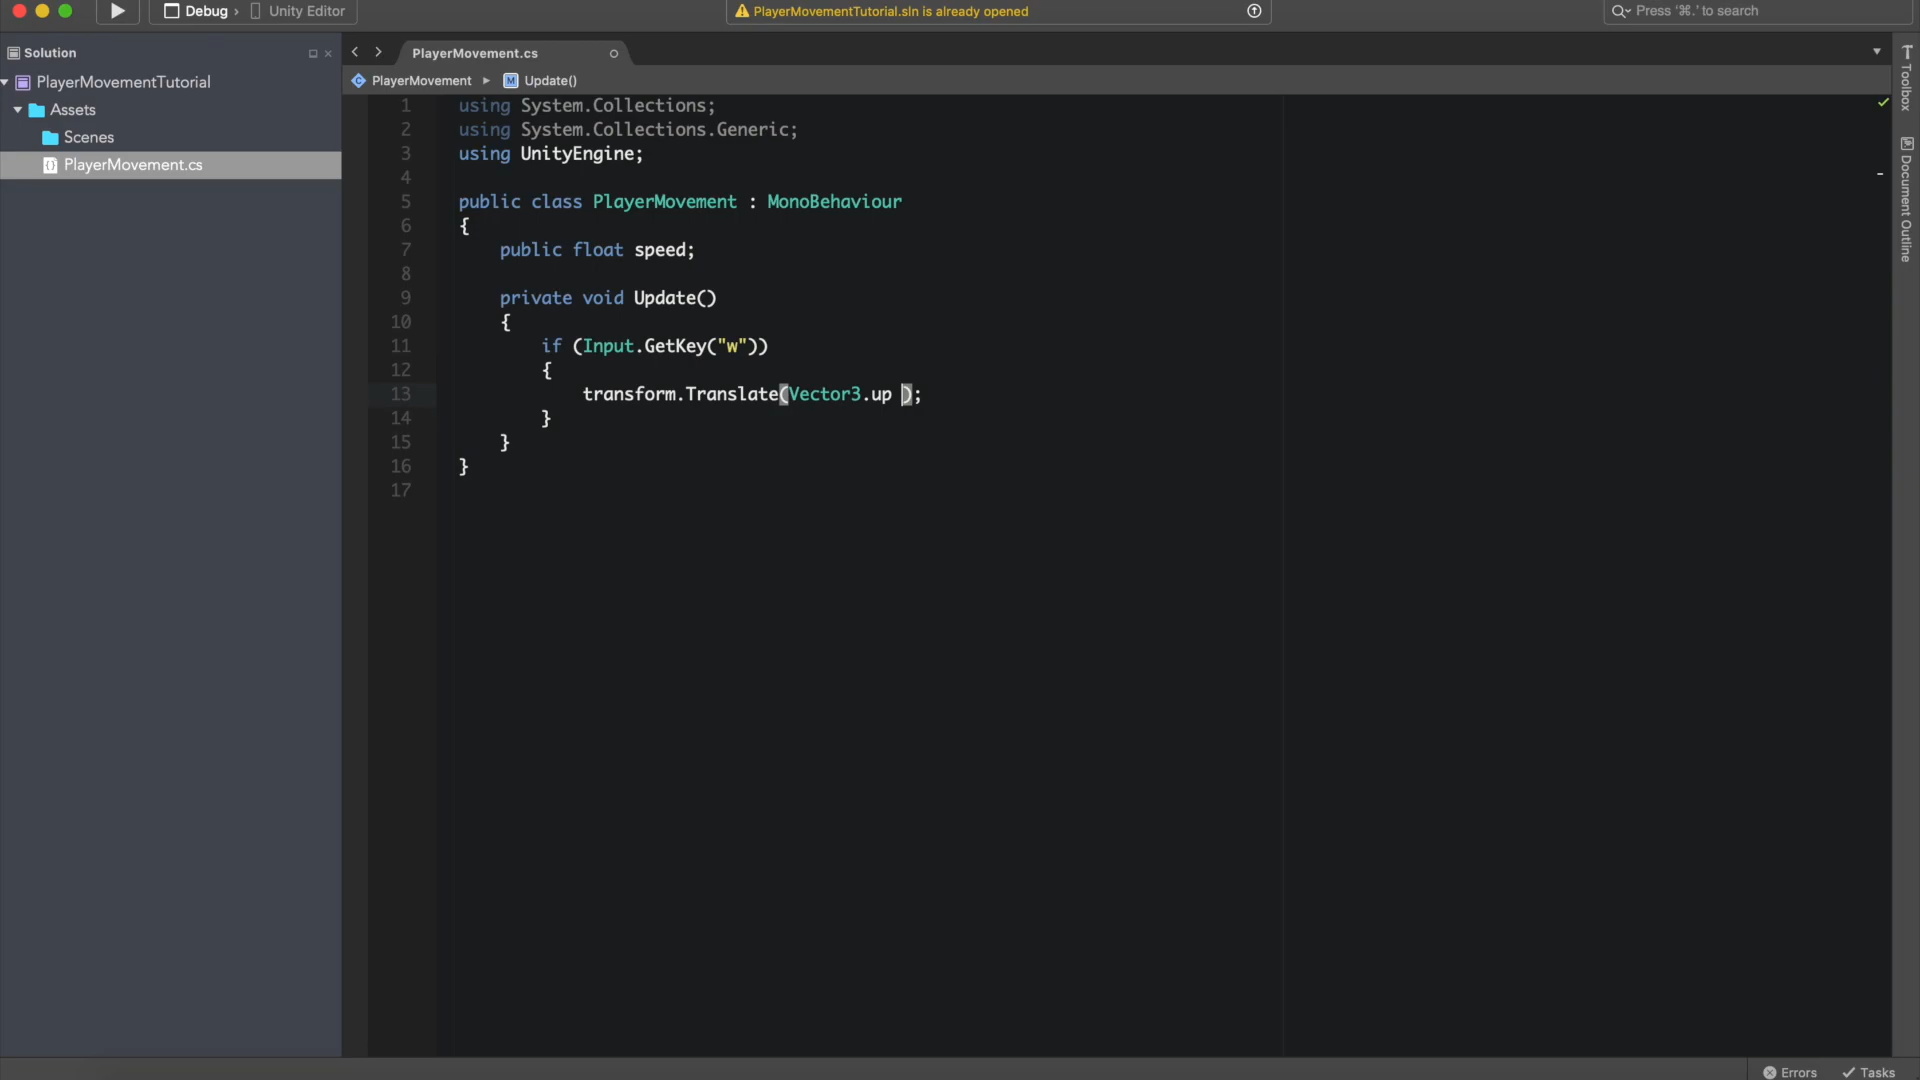 Debug › Unity Editor
PlayerMovementTutorial.sln is already opened
Press ‘⌘.’ to search
Solution
PlayerMovementTutorial
Assets
Scenes
PlayerMovement.cs
PlayerMovement.cs
PlayerMovement Update()
1 using System.Collections;
2 using System.Collections.Generic;
3 using UnityEngine;
4
5 public class PlayerMovement : MonoBehaviour
6 {
7 public float speed;
8
9 private void Update()
10 {
11 if (Input.GetKey("w"))
12 {
13 transform.Translate(Vector3.up );
14 }
15 }
16 }
17
Toolbox
Document Outline
Errors Tasks